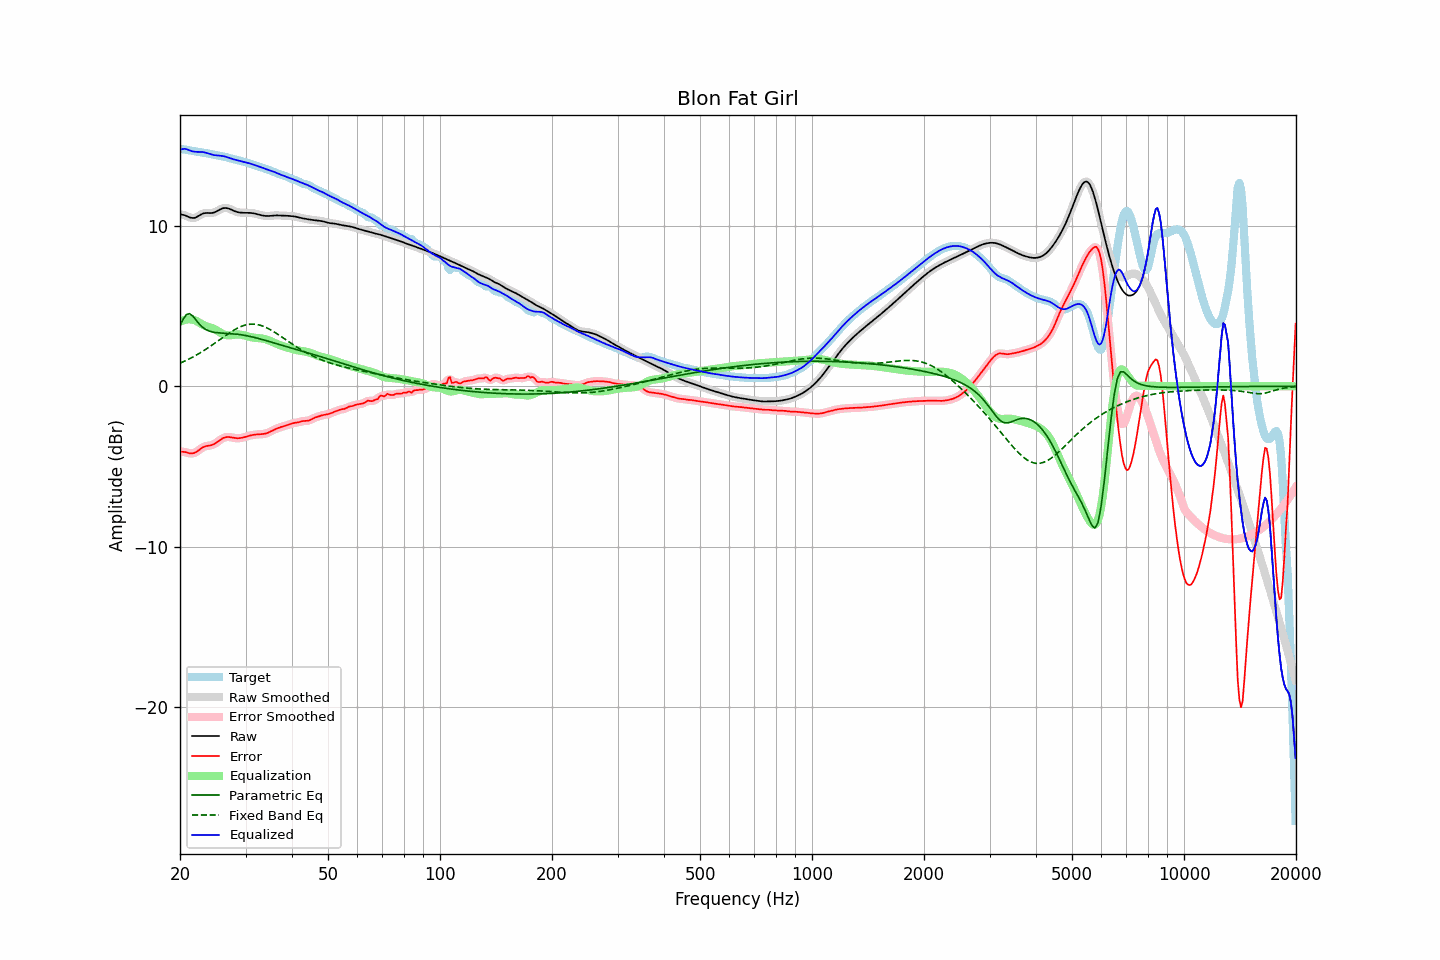 Blon Fat Girl
Amplitude (dBr)
10
0
−10
−20
Target
Raw Smoothed
Error Smoothed
Raw
Error
Equalization
Parametric Eq
Fixed Band Eq
Equalized
20 50 100 200 500 1000 2000 5000 10000 20000
Frequency (Hz)